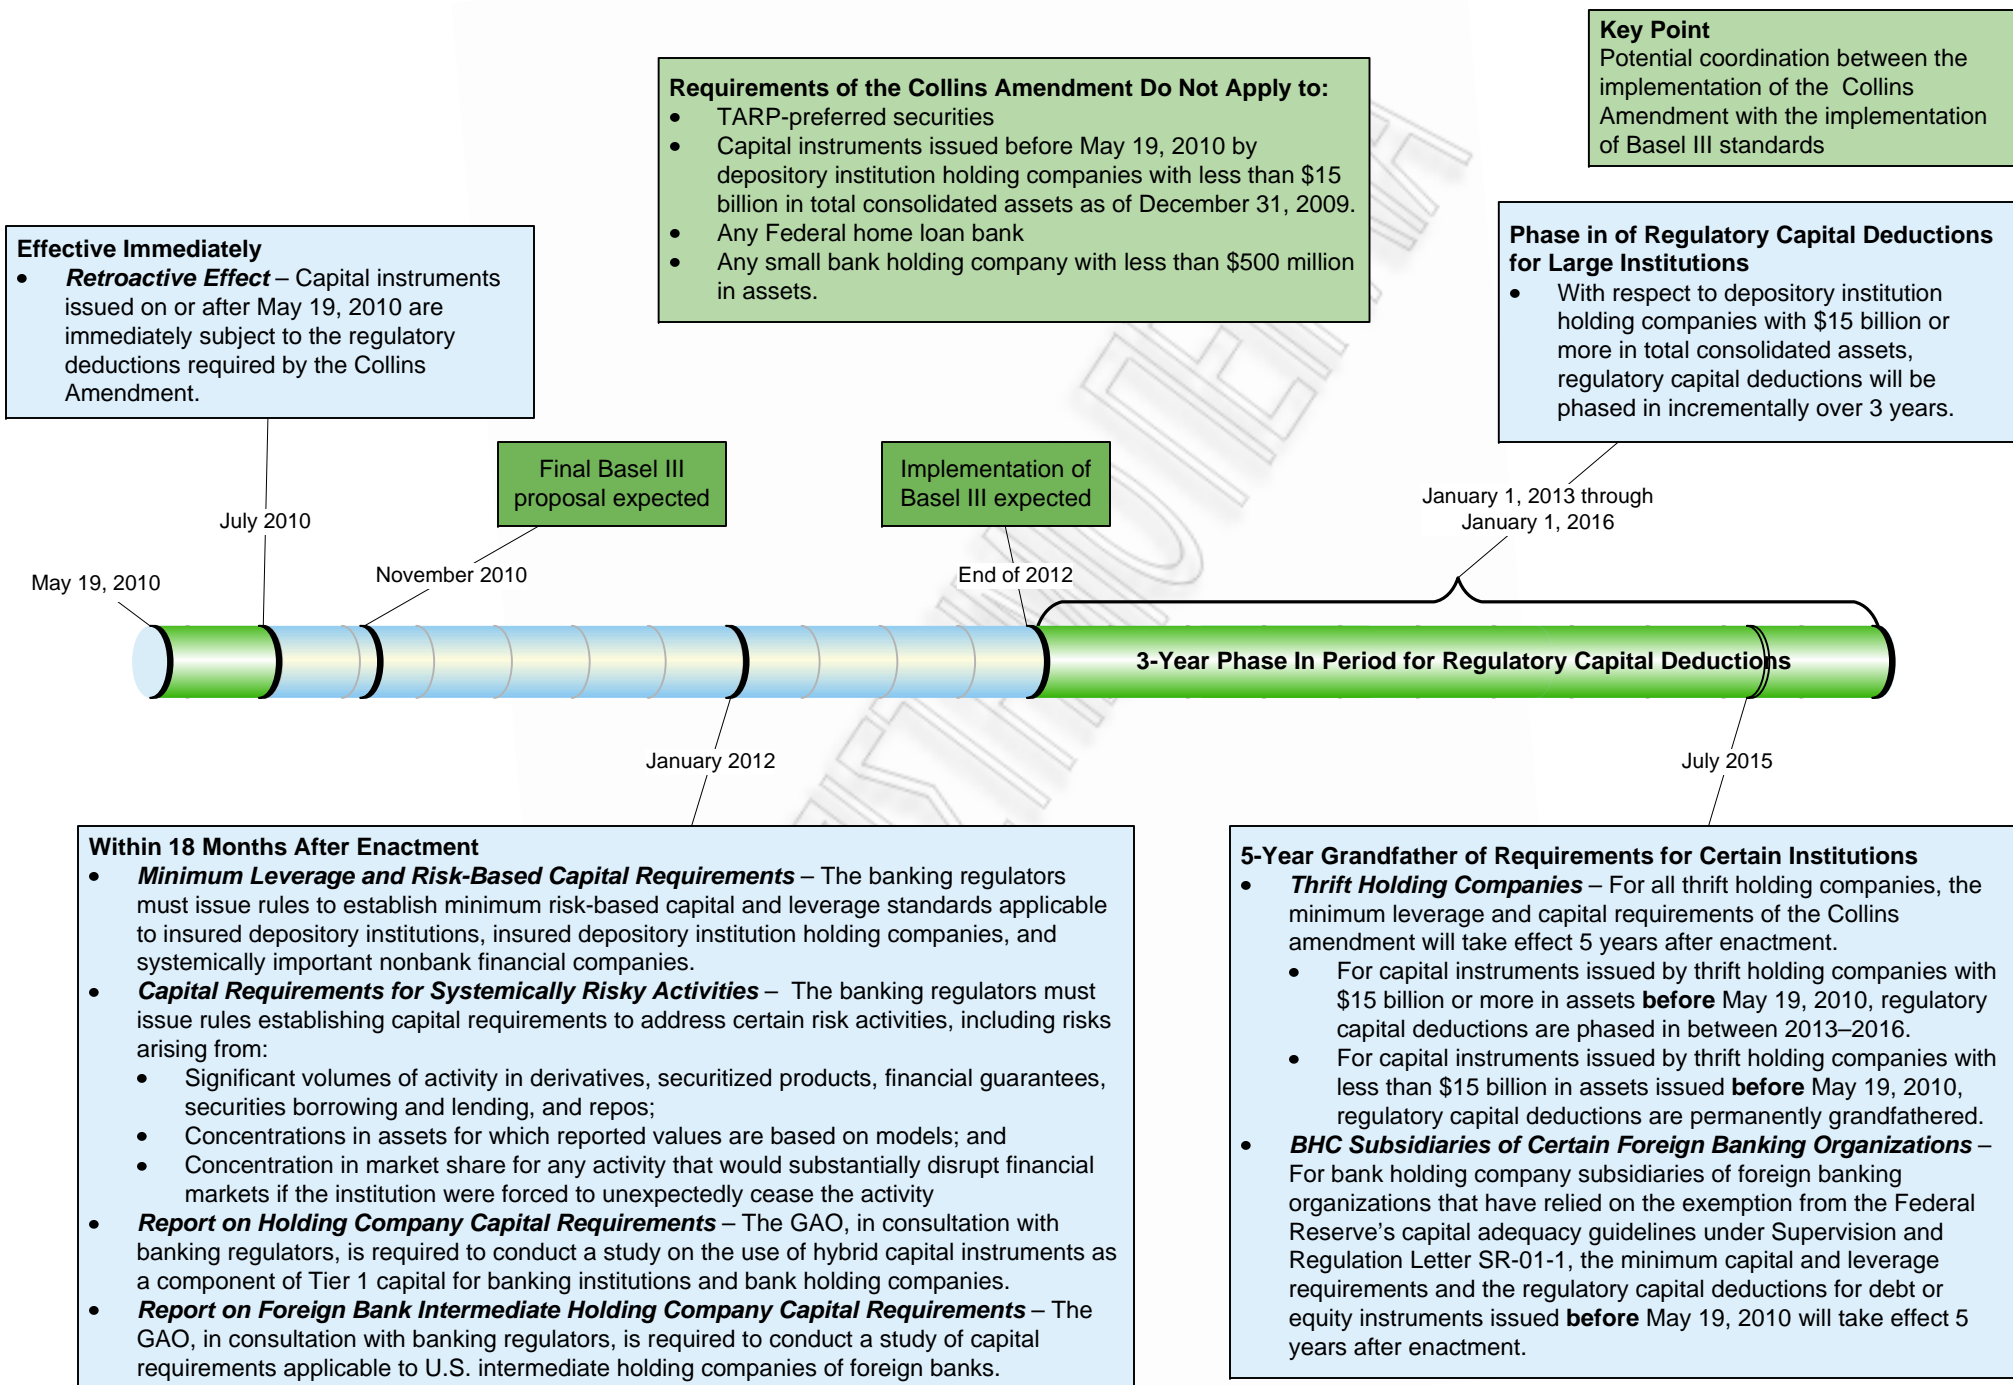 Key Point
Potential coordination between the
implementation of the Collins
Amendment with the implementation
of Basel III standards
Requirements of the Collins Amendment Do Not Apply to:
• TARP-preferred securities
• Capital instruments issued before May 19, 2010 by
depository institution holding companies with less than $15
billion in total consolidated assets as of December 31, 2009.
• Any Federal home loan bank
• Any small bank holding company with less than $500 million
in assets.
Effective Immediately
• Retroactive Effect – Capital instruments
issued on or after May 19, 2010 are
immediately subject to the regulatory
deductions required by the Collins
Amendment.
Phase in of Regulatory Capital Deductions
for Large Institutions
• With respect to depository institution
holding companies with $15 billion or
more in total consolidated assets,
regulatory capital deductions will be
phased in incrementally over 3 years.
Final Basel III
proposal expected
Implementation of
Basel III expected
January 1, 2013 through
January 1, 2016
July 2010
May 19, 2010
November 2010
End of 2012
3-Year Phase In Period for Regulatory Capital Deductions
January 2012
July 2015
Within 18 Months After Enactment
• Minimum Leverage and Risk-Based Capital Requirements – The banking regulators
must issue rules to establish minimum risk-based capital and leverage standards applicable
to insured depository institutions, insured depository institution holding companies, and
systemically important nonbank financial companies.
• Capital Requirements for Systemically Risky Activities – The banking regulators must
issue rules establishing capital requirements to address certain risk activities, including risks
arising from:
• Significant volumes of activity in derivatives, securitized products, financial guarantees,
securities borrowing and lending, and repos;
• Concentrations in assets for which reported values are based on models; and
• Concentration in market share for any activity that would substantially disrupt financial
markets if the institution were forced to unexpectedly cease the activity
• Report on Holding Company Capital Requirements – The GAO, in consultation with
banking regulators, is required to conduct a study on the use of hybrid capital instruments as
a component of Tier 1 capital for banking institutions and bank holding companies.
• Report on Foreign Bank Intermediate Holding Company Capital Requirements – The
GAO, in consultation with banking regulators, is required to conduct a study of capital
requirements applicable to U.S. intermediate holding companies of foreign banks.
5-Year Grandfather of Requirements for Certain Institutions
• Thrift Holding Companies – For all thrift holding companies, the
minimum leverage and capital requirements of the Collins
amendment will take effect 5 years after enactment.
• For capital instruments issued by thrift holding companies with
$15 billion or more in assets before May 19, 2010, regulatory
capital deductions are phased in between 2013–2016.
• For capital instruments issued by thrift holding companies with
less than $15 billion in assets issued before May 19, 2010,
regulatory capital deductions are permanently grandfathered.
• BHC Subsidiaries of Certain Foreign Banking Organizations –
For bank holding company subsidiaries of foreign banking
organizations that have relied on the exemption from the Federal
Reserve’s capital adequacy guidelines under Supervision and
Regulation Letter SR-01-1, the minimum capital and leverage
requirements and the regulatory capital deductions for debt or
equity instruments issued before May 19, 2010 will take effect 5
years after enactment.